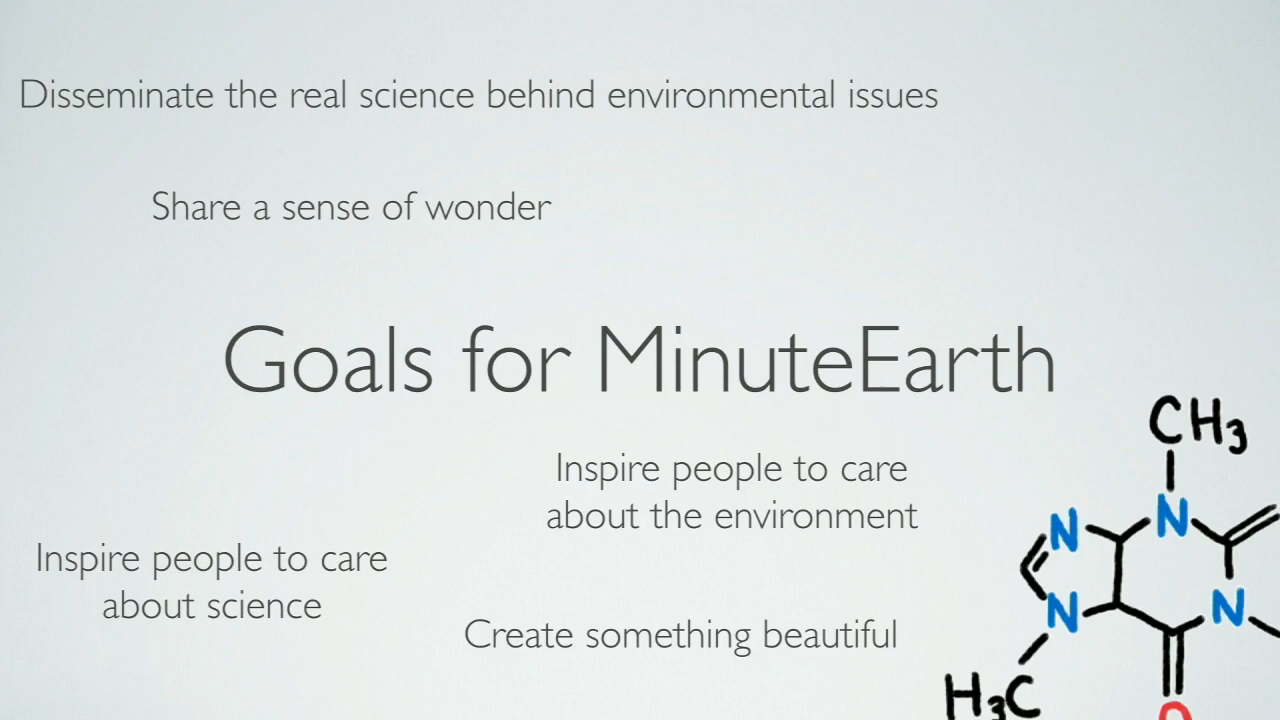 Disseminate the real science behind environmental issues
Share a sense of wonder
Goals for MinuteEarth
Inspire people to care
about the environment
Inspire people to care
about science
Create something beautiful
CH3
N
N
N
N
H3C
O